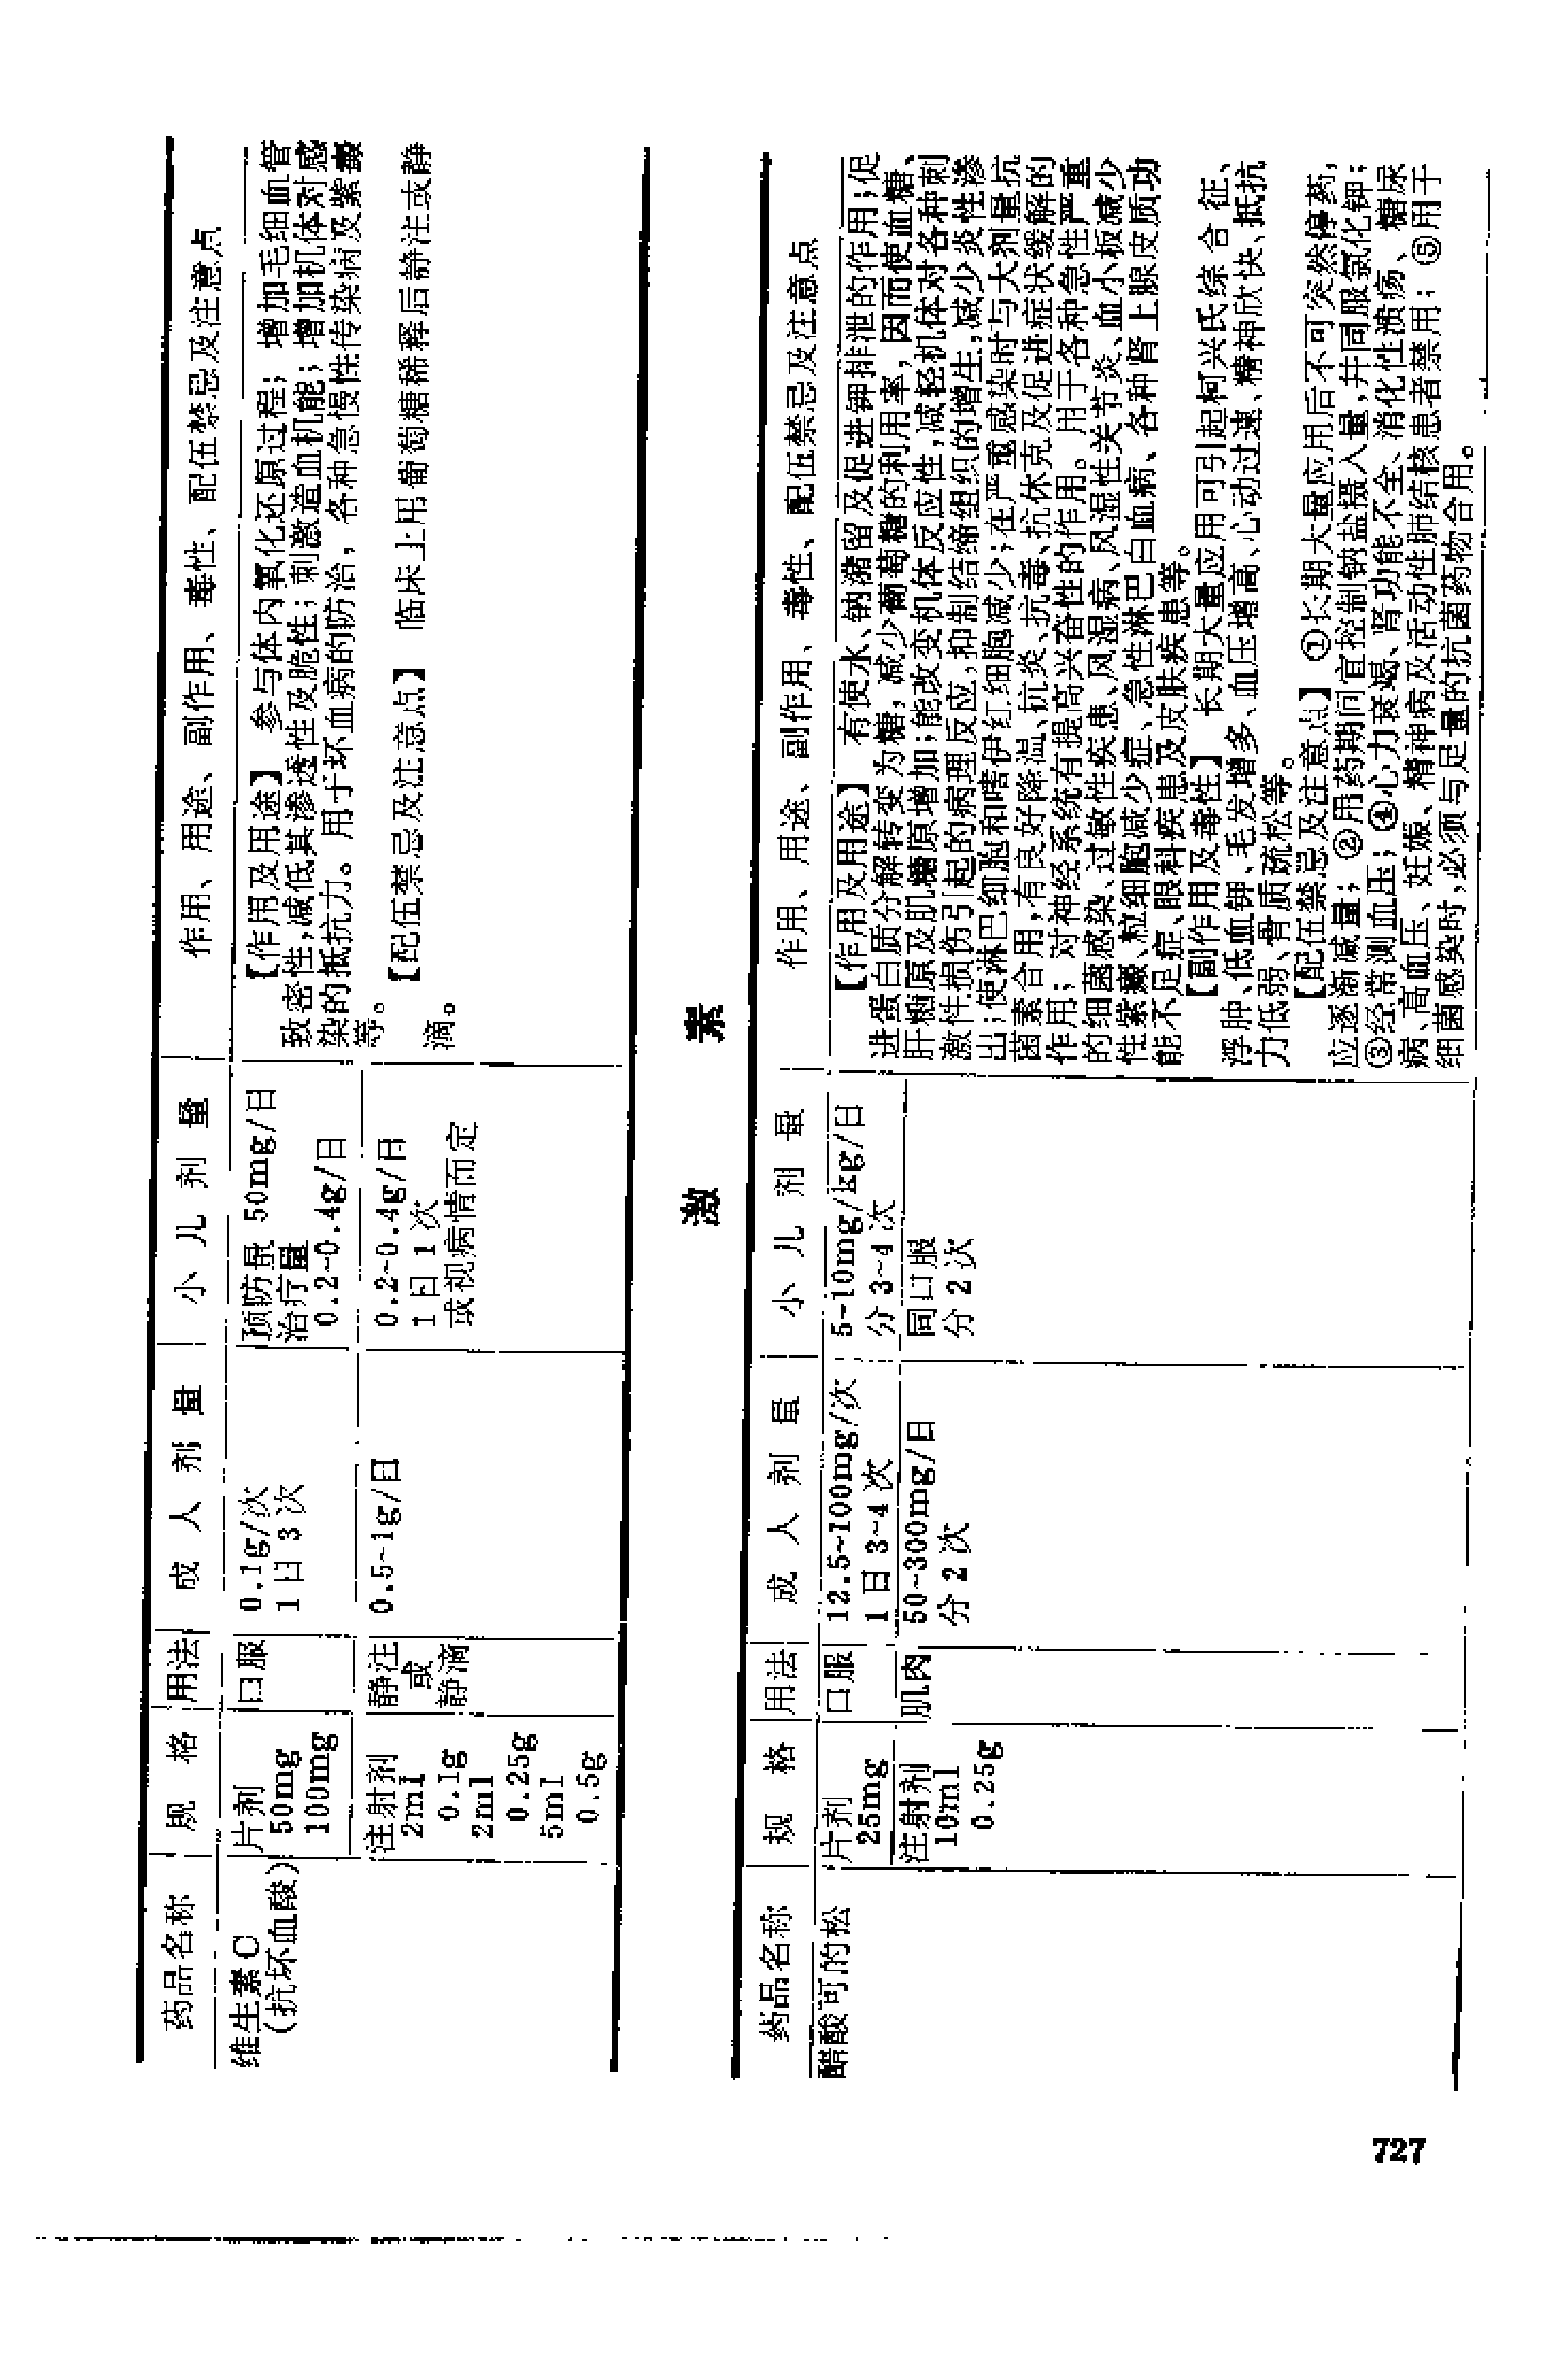 药品名称 规格 用法 成人剂量 小儿剂量 作用、用途、副作用、毒性、配伍禁忌及注意点
维生素C
(抗坏血酸)
片剂
50mg
100mg
口服
0.1g/次
1日3次
预防量 50mg/日
治疗量
0.2~0.4g/日
【作用及用途】 参与体内氧化还原过程；增加毛细血管
致密性,减低其渗透性及脆性；刺激造血机能；增加机体对感
染的抵抗力。用于坏血病的防治，各种急慢性传染病及紫癜
等。
注射剂
2ml
0.1g
2ml
0.25g
5ml
0.5g
静注
或
静滴
0.5~1g/日
0.2~0.4g/日
1日1次
或视病情而定
【配伍禁忌及注意点】 临床上用葡萄糖稀释后静注或静
滴。
激 素
药品名称 规格 用法 成人剂量 小儿剂量 作用、用途、副作用、毒性、配伍禁忌及注意点
醋酸可的松
片剂
25mg
口服
12.5~100mg/次
1日3~4次
5~10mg/kg/日
分3~4次
注射剂
10ml
0.25g
肌肉
50~300mg/日
分2次
同口服
分2次
【作用及用途】 有使水、钠潴留及促进钾排泄的作用;促
进蛋白质分解转变为糖，减少葡萄糖的利用率，因而使血糖、
肝糖原及肌糖原增加;能改变机体反应性,减轻机体对各种刺
激性损伤引起的病理反应,抑制结缔组织的增生,减少炎性渗
出;使淋巴细胞和嗜伊红细胞减少;在严重感染时与大剂量抗
菌素合用,有良好降温、抗炎、抗毒、抗休克及促进症状缓解的
作用；对神经系统有提高兴奋性的作用。用于各种急性严重
的细菌感染、过敏性疾患、风湿病、风湿性关节炎、血小板减少
性紫癜、粒细胞减少症、急性淋巴白血病、各种肾上腺皮质功
能不足症、眼科疾患及皮肤疾患等。
【副作用及毒性】 长期大量应用可引起柯兴氏综合征、
浮肿、低血钾、毛发增多、血压增高、心动过速、精神欣快、抵抗
力低弱、骨质疏松等。
【配伍禁忌及注意点】 ①长期大量应用后不可突然停药,
应逐渐减量；②用药期间宜控制钠盐摄入量,并同服氯化钾；
③经常测血压；④心力衰竭、肾功能不全、消化性溃疡、糖尿
病、高血压、妊娠、精神病及活动性肺结核患者禁用；⑤用于
细菌感染时,必须与足量的抗菌药物合用。
727